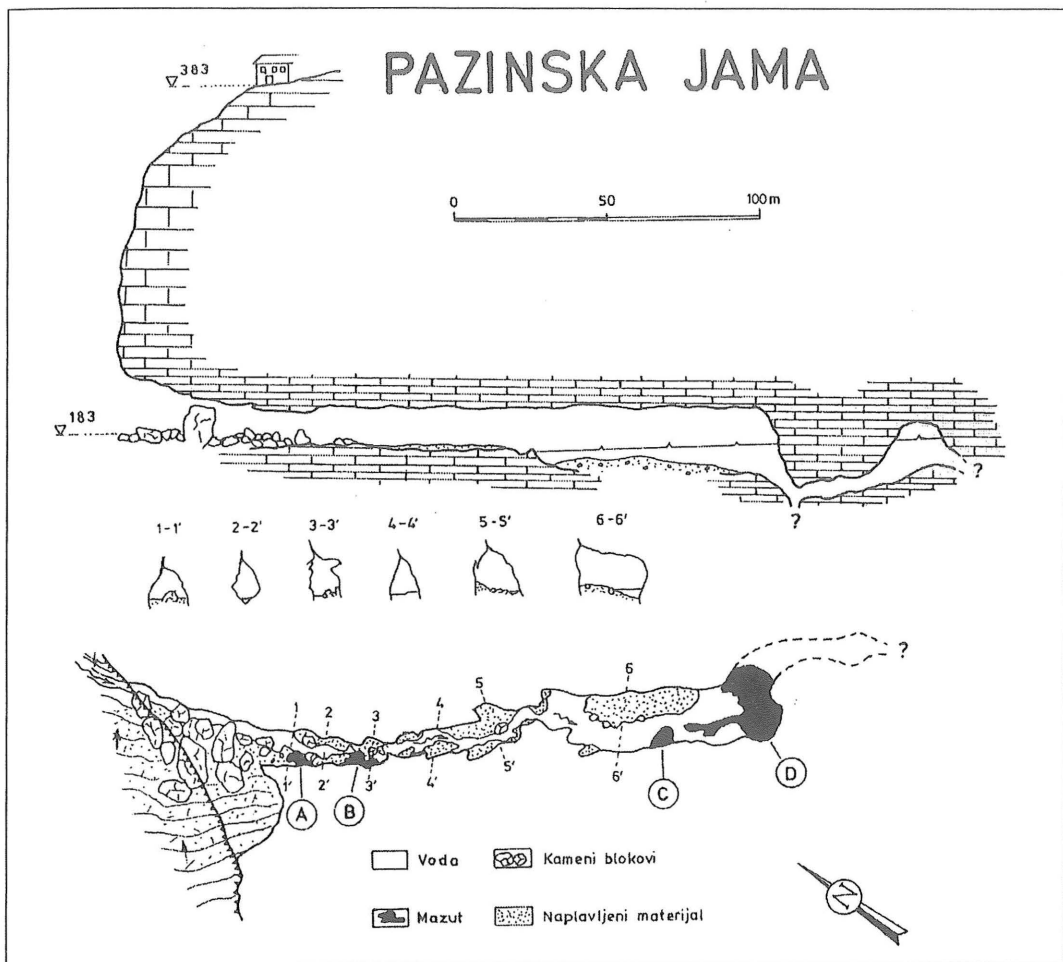 PAZINSKA JAMA
383
0 50 100m
183
?
?
1-1' 2-2' 3-3' 4-4' 5-5' 6-6'
?
1 2 3 4 5 6
1' 2' 3' 4' 5' 6'
A B C D
Voda Kameni blokovi
Mazut Naplavljeni materijal
N